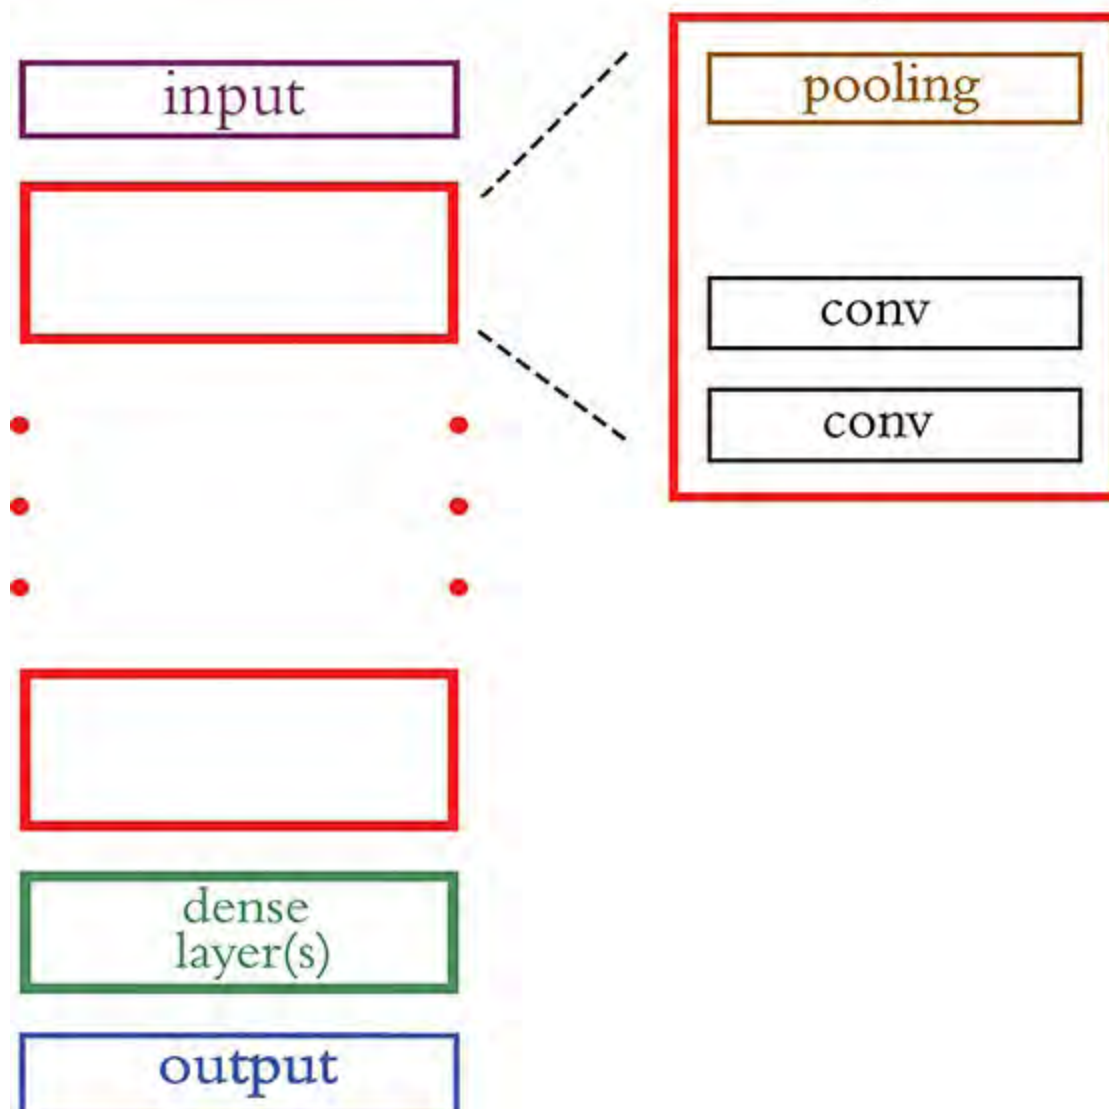 input
pooling
conv
conv
dense
layer(s)
output